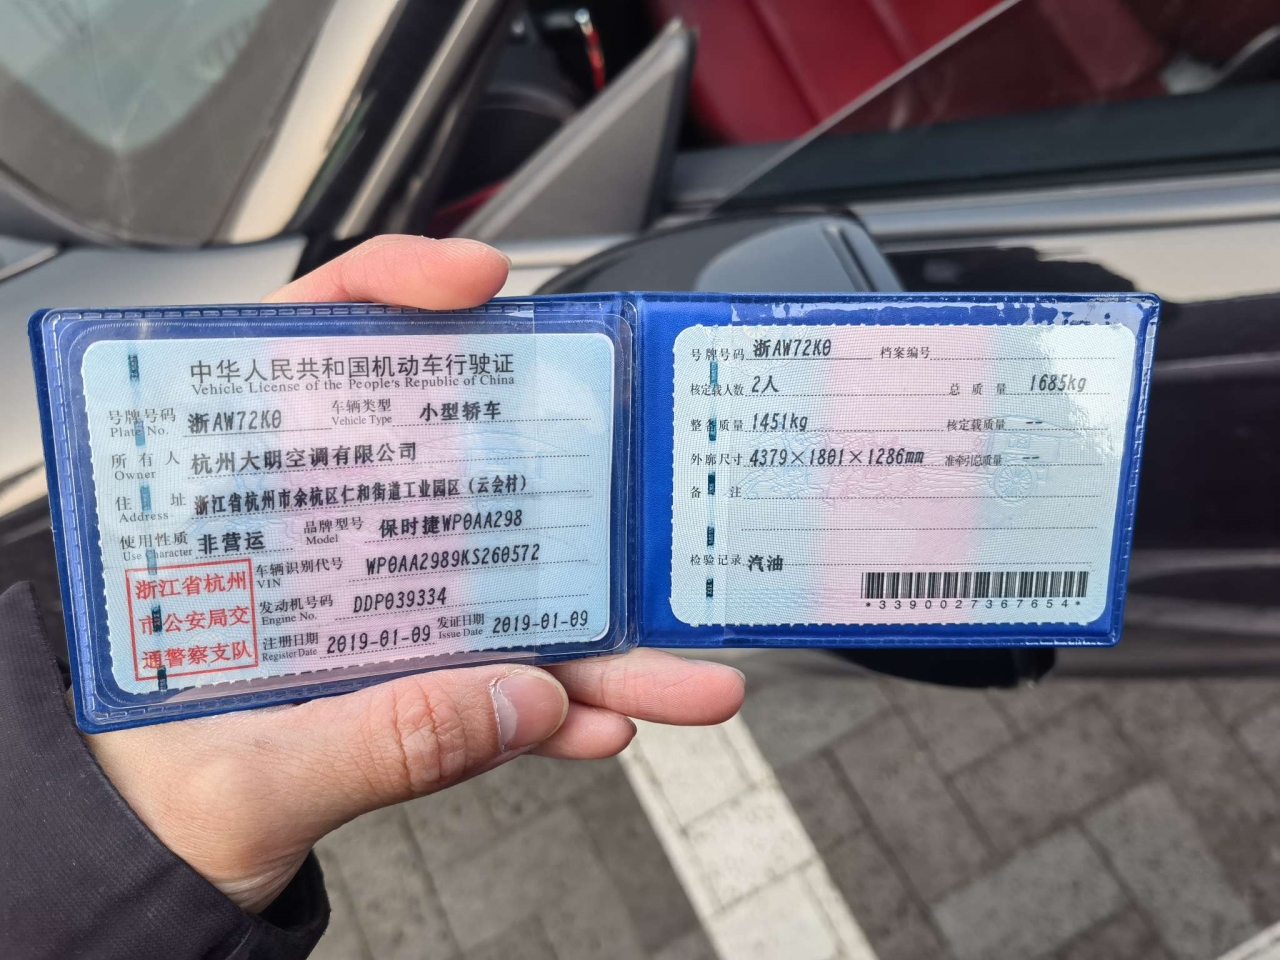 中华人民共和国机动车行驶证
Vehicle License of the People's Republic of China
号牌号码 Plate No. 浙AW72K0 车辆类型 Vehicle Type 小型轿车
所有人 Owner 杭州大明空调有限公司
住址 Address 浙江省杭州市余杭区仁和街道工业园区（云会村）
使用性质 Use Character 非营运 品牌型号 Model 保时捷WP0AA298
车辆识别代号 VIN WP0AA2989KS260572
发动机号码 Engine No. DDP039334
注册日期 Register Date 2019-01-09 发证日期 Issue Date 2019-01-09
浙江省杭州
市公安局交
通警察支队
号牌号码 浙AW72K0 档案编号
核定载人数 2人 总质量 1685kg
整备质量 1451kg 核定载质量 --
外廓尺寸 4379×1801×1286mm 准牵引总质量 --
备注
检验记录 汽油
*3390027367654*